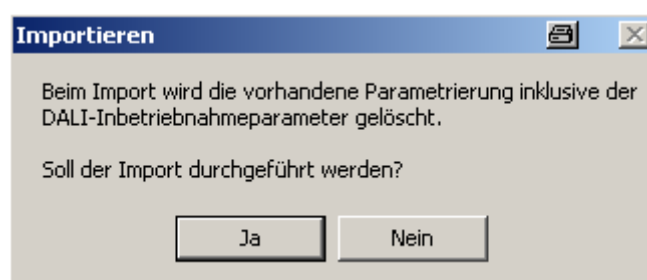 Importieren
Beim Import wird die vorhandene Parametrierung inklusive der
DALI-Inbetriebnahmeparameter gelöscht.
Soll der Import durchgeführt werden?
Ja
Nein